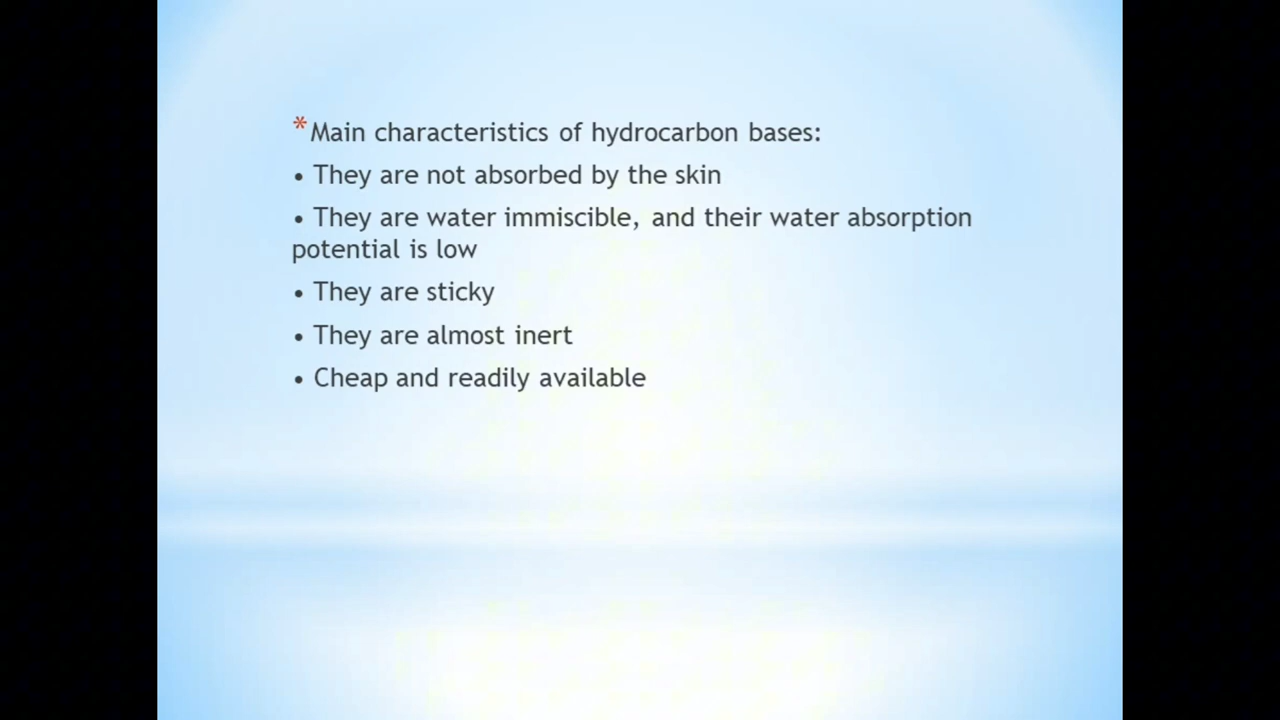 *Main characteristics of hydrocarbon bases:
• They are not absorbed by the skin
• They are water immiscible, and their water absorption
potential is low
• They are sticky
• They are almost inert
• Cheap and readily available